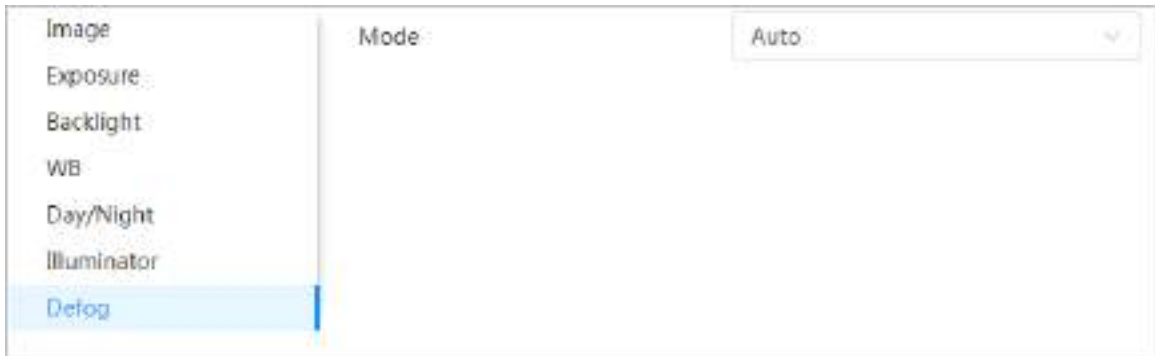 Image
Exposure
Backlight
WB
Day/Night
Illuminator
Defog
Mode
Auto